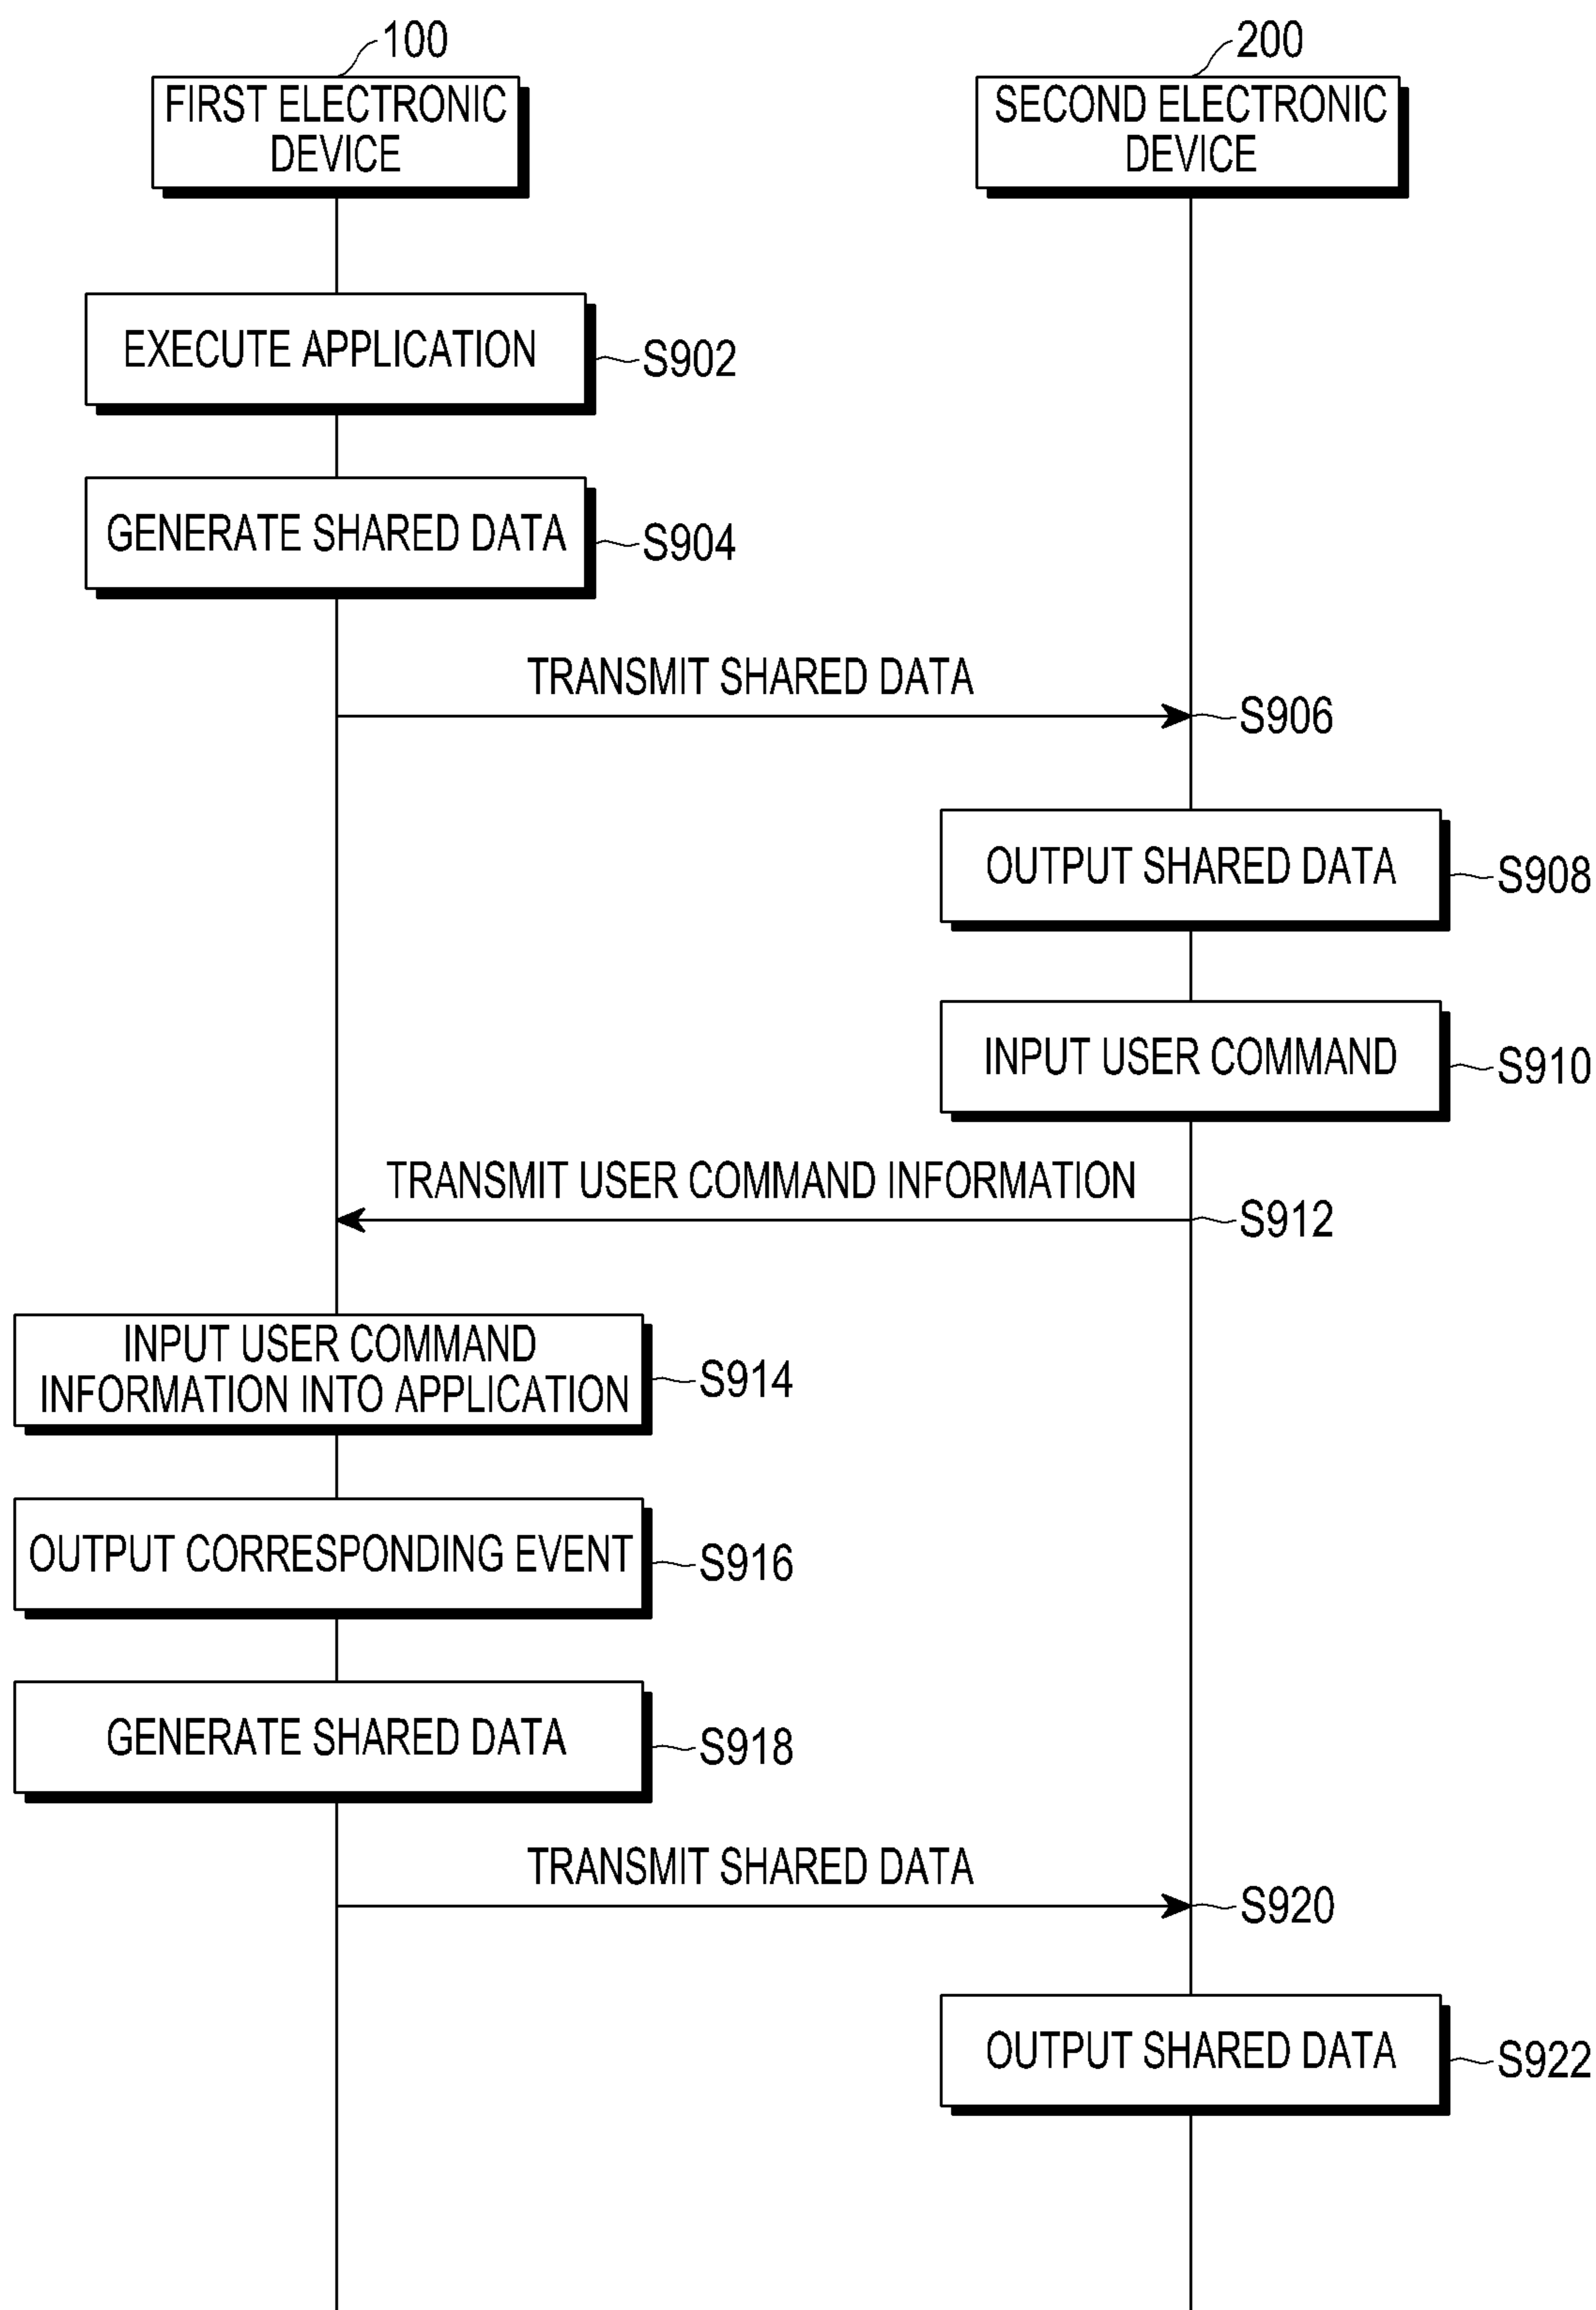 100
200
FIRST ELECTRONIC
DEVICE
SECOND ELECTRONIC
DEVICE
EXECUTE APPLICATION
S902
GENERATE SHARED DATA
S904
TRANSMIT SHARED DATA
S906
OUTPUT SHARED DATA
S908
INPUT USER COMMAND
S910
TRANSMIT USER COMMAND INFORMATION
S912
INPUT USER COMMAND
INFORMATION INTO APPLICATION
S914
OUTPUT CORRESPONDING EVENT
S916
GENERATE SHARED DATA
S918
TRANSMIT SHARED DATA
S920
OUTPUT SHARED DATA
S922